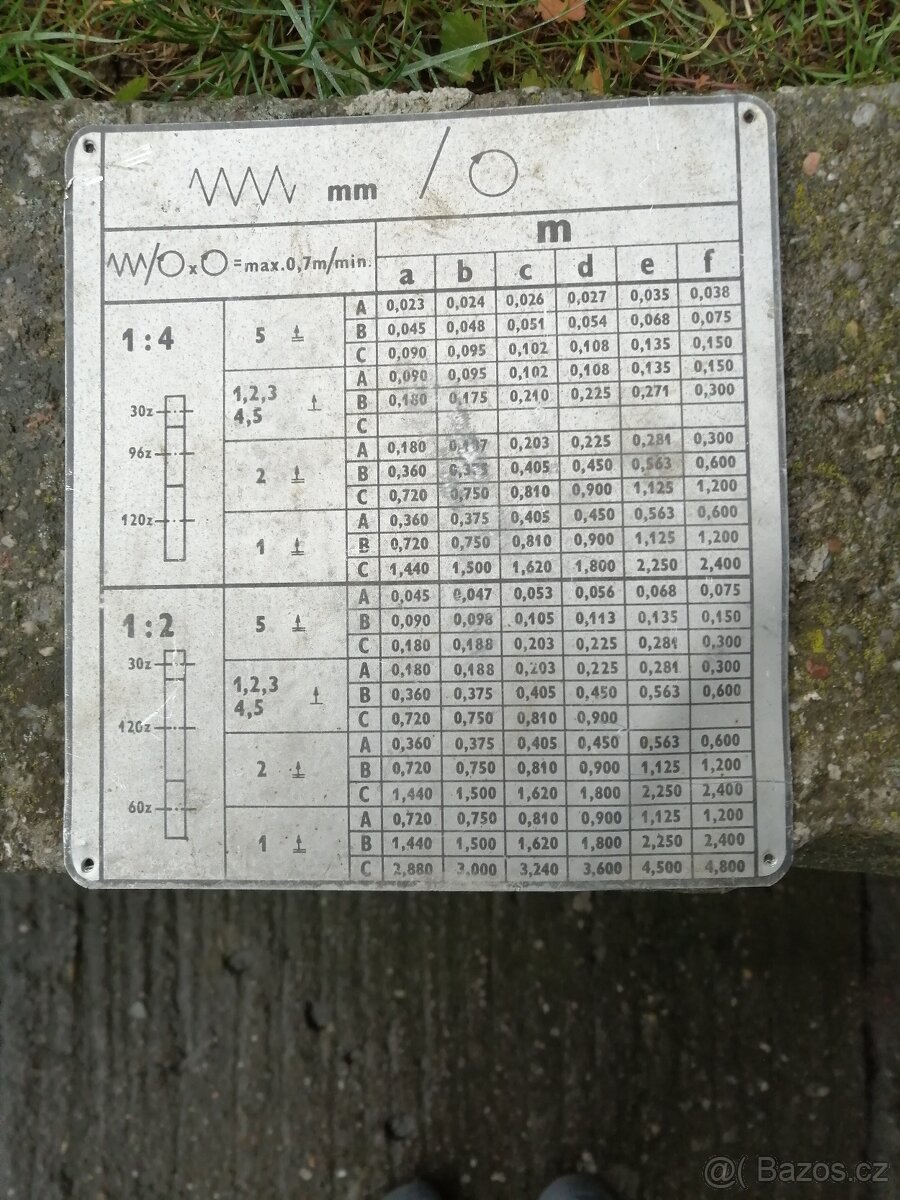 mm /
m
/ x =max.0,7m/min.
a b c d e f
1:4
5 A 0,023 0,024 0,026 0,027 0,035 0,038
B 0,045 0,048 0,051 0,054 0,068 0,075
C 0,090 0,095 0,102 0,108 0,135 0,150
1,2,3
4,5
A 0,090 0,095 0,102 0,108 0,135 0,150
B 0,180 0,175 0,210 0,225 0,271 0,300
C
2 A 0,180 0,203 0,225 0,281 0,300
B 0,360 0,405 0,450 0,563 0,600
C 0,720 0,750 0,810 0,900 1,125 1,200
1 A 0,360 0,375 0,405 0,450 0,563 0,600
B 0,720 0,750 0,810 0,900 1,125 1,200
C 1,440 1,500 1,620 1,800 2,250 2,400
30z
96z
120z
1:2
5 A 0,045 0,047 0,053 0,056 0,068 0,075
B 0,090 0,098 0,105 0,113 0,135 0,150
C 0,180 0,188 0,203 0,225 0,281 0,300
1,2,3
4,5
A 0,180 0,188 0,203 0,225 0,281 0,300
B 0,360 0,375 0,405 0,450 0,563 0,600
C 0,720 0,750 0,810 0,900
2 A 0,360 0,375 0,405 0,450 0,563 0,600
B 0,720 0,750 0,810 0,900 1,125 1,200
C 1,440 1,500 1,620 1,800 2,250 2,400
1 A 0,720 0,750 0,810 0,900 1,125 1,200
B 1,440 1,500 1,620 1,800 2,250 2,400
C 2,880 3,000 3,240 3,600 4,500 4,800
30z
120z
60z
@( Bazos.cz